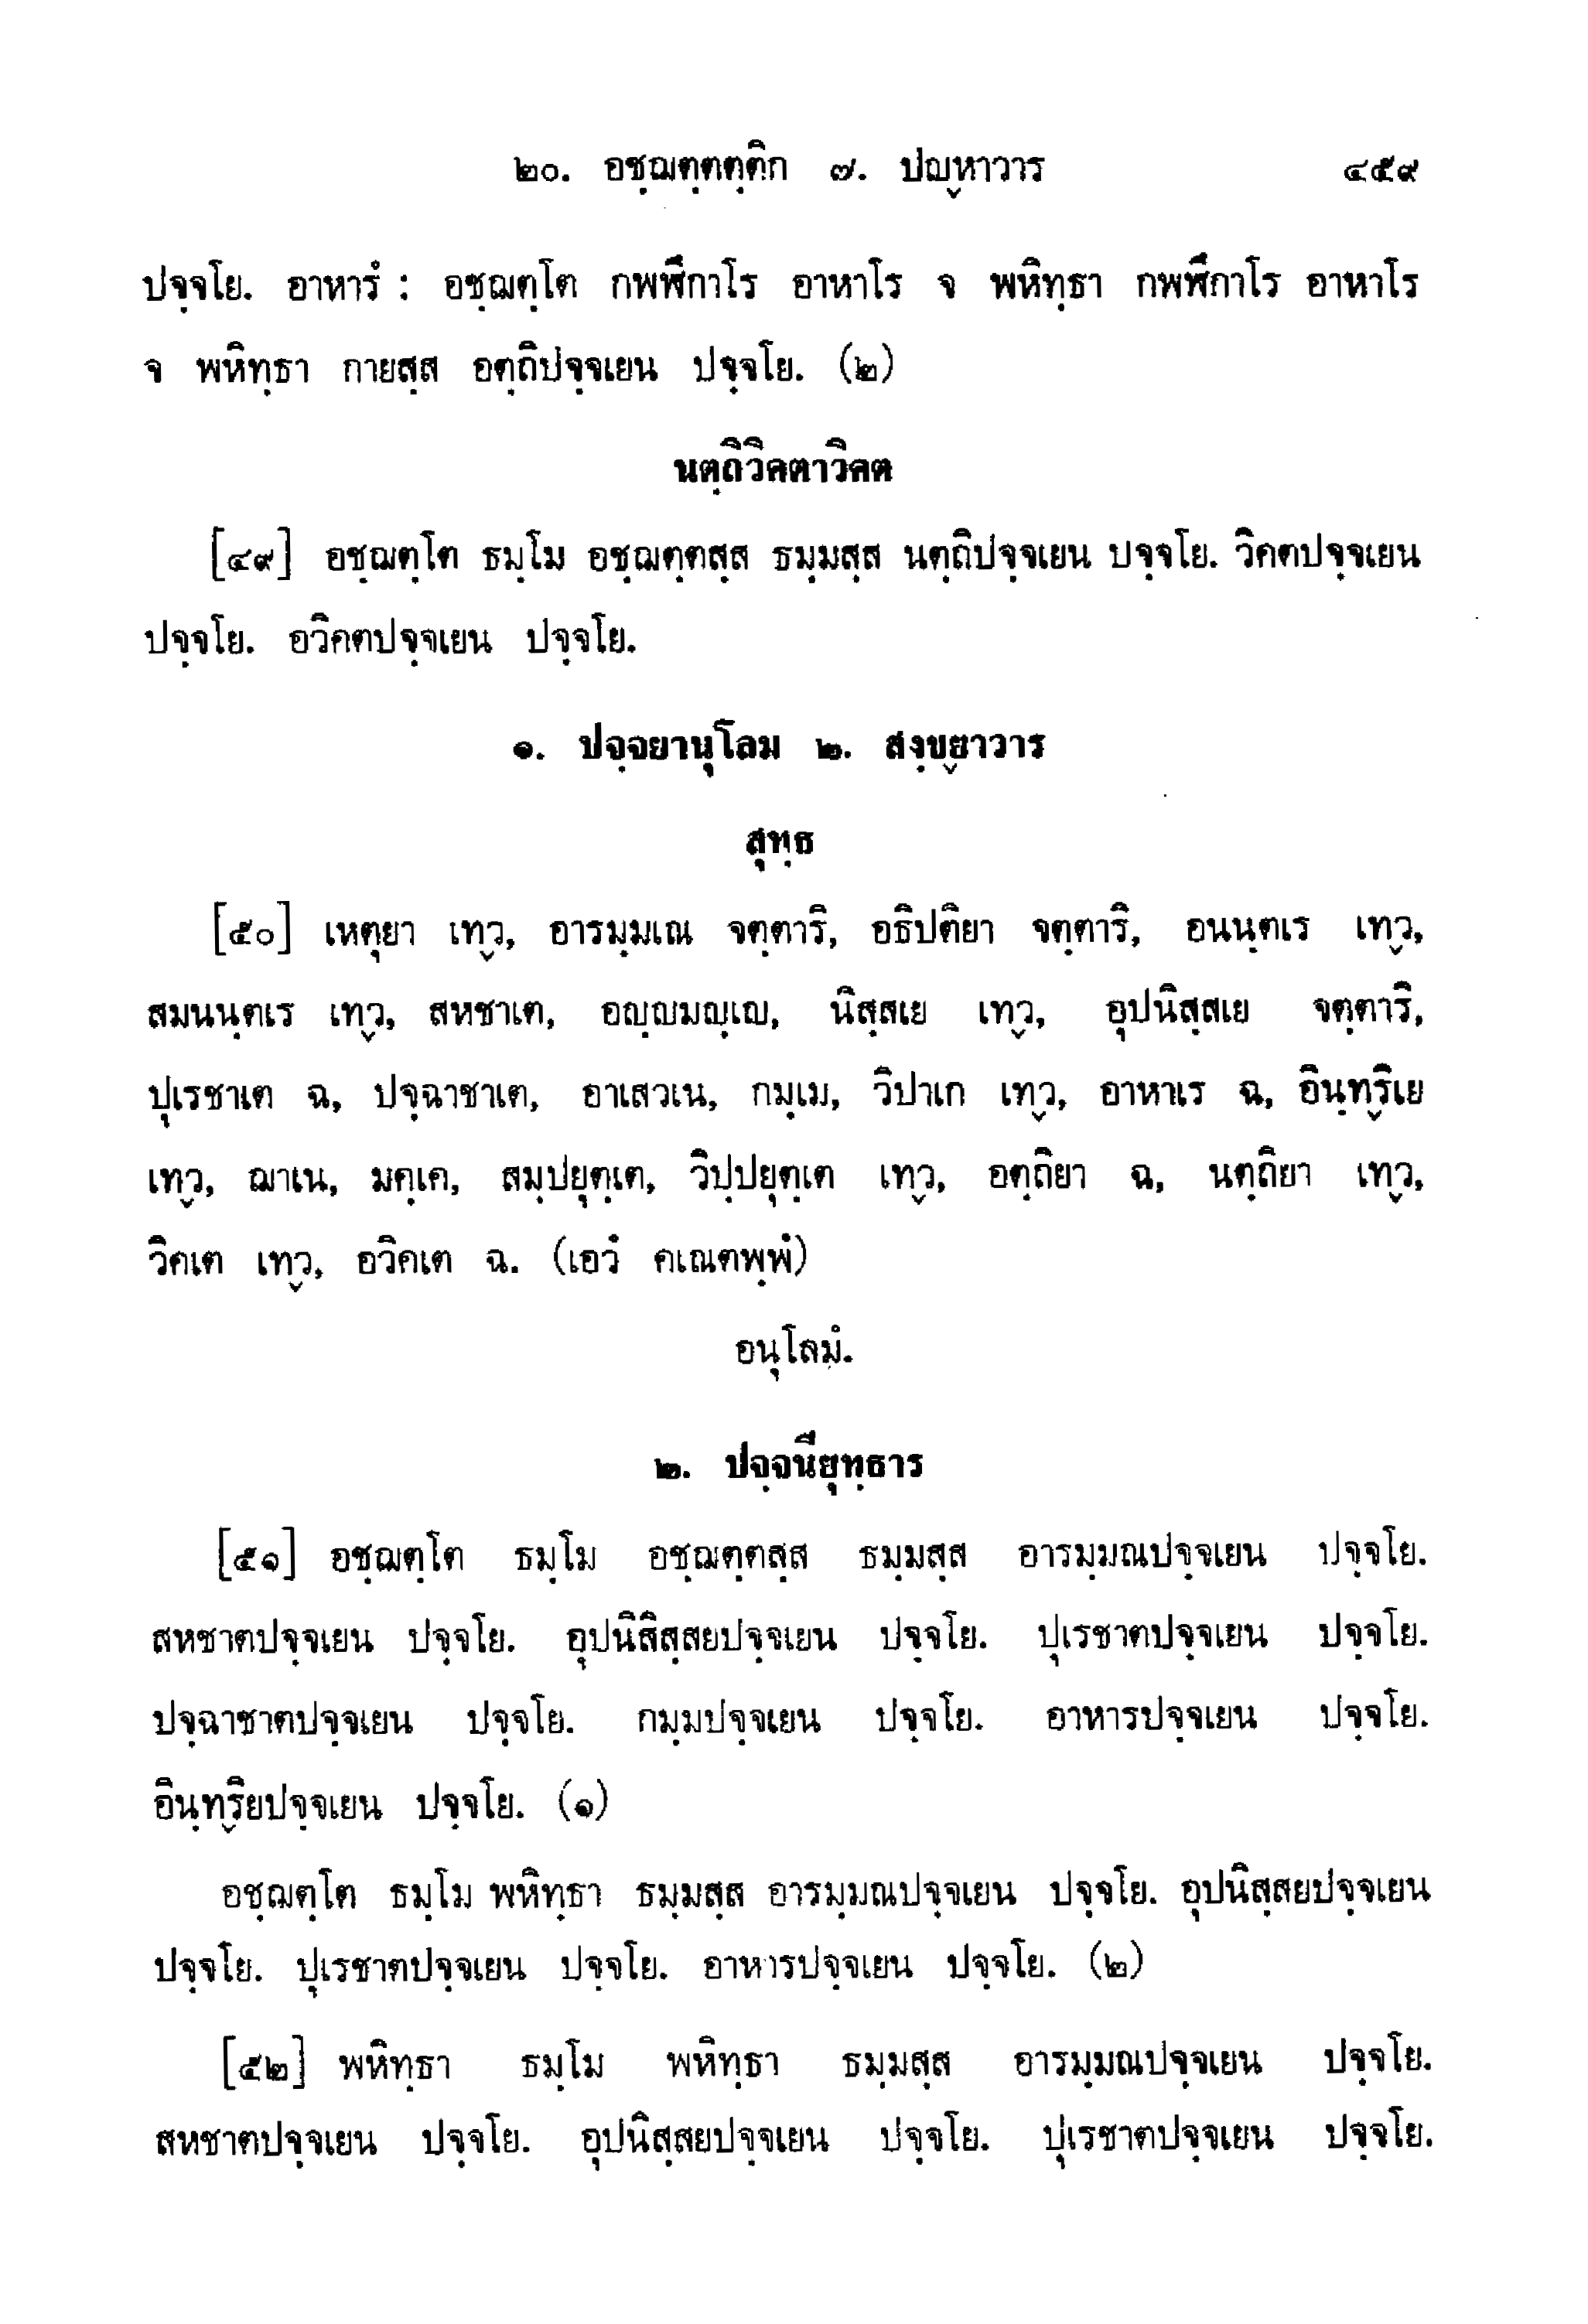 ๒๐. อชฺฌตฺตตฺติก ๗. ปญฺหาวาร ๔๕๙
ปจฺจโย. อาหารํ : อชฺฌตฺโต กพฬีกาโร อาหาโร จ พหิทฺธา กพฬีกาโร อาหาโร
จ พหิทฺธา กายสฺส อตฺถิปจฺจเยน ปจฺจโย. (๒)
นตฺถิวิคตาวิคต
[๔๙] อชฺฌตฺโต ธมฺโม อชฺฌตฺตสฺส ธมฺมสฺส นตฺถิปจฺจเยน ปจฺจโย. วิคตปจฺจเยน
ปจฺจโย. อวิคตปจฺจเยน ปจฺจโย.
๑. ปจฺจยานุโลม ๒. สงฺขฺยาวาร
สุทฺธ
[๕๐] เหตุยา เทฺว, อารมฺมเณ จตฺตาริ, อธิปติยา จตฺตาริ, อนนฺตเร เทฺว,
สมนนฺตเร เทฺว, สหชาเต, อญฺญมญฺเญ, นิสฺสเย เทฺว, อุปนิสฺสเย จตฺตาริ,
ปุเรชาเต ฉ, ปจฺฉาชาเต, อาเสวเน, กมฺเม, วิปาเก เทฺว, อาหาเร ฉ, อินฺทฺริเย
เทฺว, ฌาเน, มคฺเค, สมฺปยุตฺเต, วิปฺปยุตฺเต เทฺว, อตฺถิยา ฉ, นตฺถิยา เทฺว,
วิคเต เทฺว, อวิคเต ฉ. (เอวํ คเณตพฺพํ)
อนุโลมํ.
๒. ปจฺจนียุทฺธาร
[๕๑] อชฺฌตฺโต ธมฺโม อชฺฌตฺตสฺส ธมฺมสฺส อารมฺมณปจฺจเยน ปจฺจโย.
สหชาตปจฺจเยน ปจฺจโย. อุปนิสิสฺสยปจฺจเยน ปจฺจโย. ปุเรชาตปจฺจเยน ปจฺจโย.
ปจฺฉาชาตปจฺจเยน ปจฺจโย. กมฺมปจฺจเยน ปจฺจโย. อาหารปจฺจเยน ปจฺจโย.
อินฺทฺริยปจฺจเยน ปจฺจโย. (๑)
อชฺฌตฺโต ธมฺโม พหิทฺธา ธมฺมสฺส อารมฺมณปจฺจเยน ปจฺจโย. อุปนิสฺสยปจฺจเยน
ปจฺจโย. ปุเรชาตปจฺจเยน ปจฺจโย. อาหารปจฺจเยน ปจฺจโย. (๒)
[๕๒] พหิทฺธา ธมฺโม พหิทฺธา ธมฺมสฺส อารมฺมณปจฺจเยน ปจฺจโย.
สหชาตปจฺจเยน ปจฺจโย. อุปนิสฺสยปจฺจเยน ปจฺจโย. ปุเรชาตปจฺจเยน ปจฺจโย.